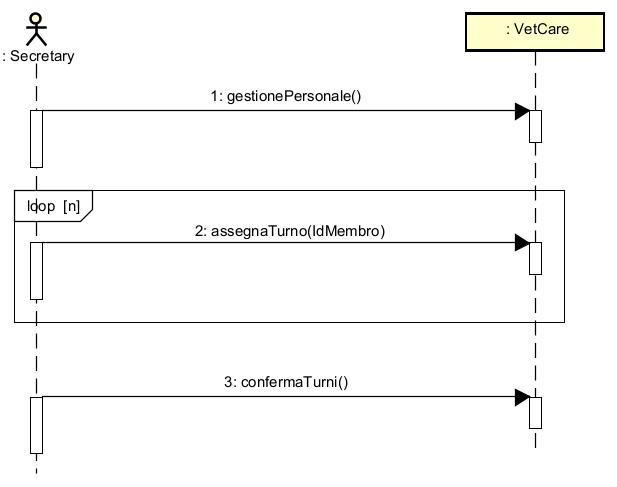 : Secretary
: VetCare
1: gestionePersonale()
loop [n]
2: assegnaTurno(IdMembro)
3: confermaTurni()